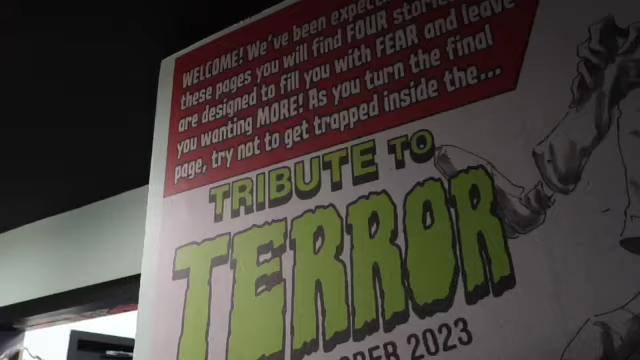 WELCOME! We've been
these pages you will find FOUR
are designed to fill you with FEAR and leave
you wanting MORE! As you turn the final
page, try not to get trapped inside the...
TRIBUTE TO
TERROR
2023